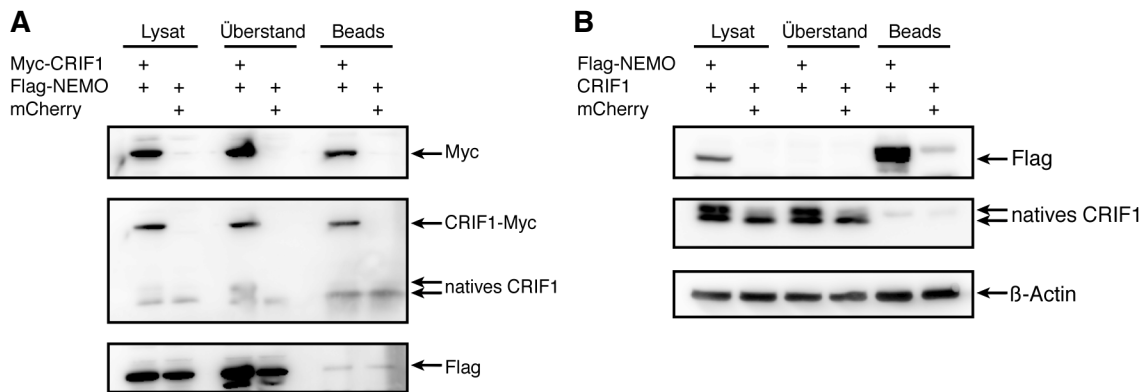 A
Lysat Überstand Beads
Myc-CRIF1 + + +
Flag-NEMO + + + + + +
mCherry + + +
Myc
CRIF1-Myc
natives CRIF1
Flag
B
Lysat Überstand Beads
Flag-NEMO + + +
CRIF1 + + + + + +
mCherry + + +
Flag
natives CRIF1
ß-Actin